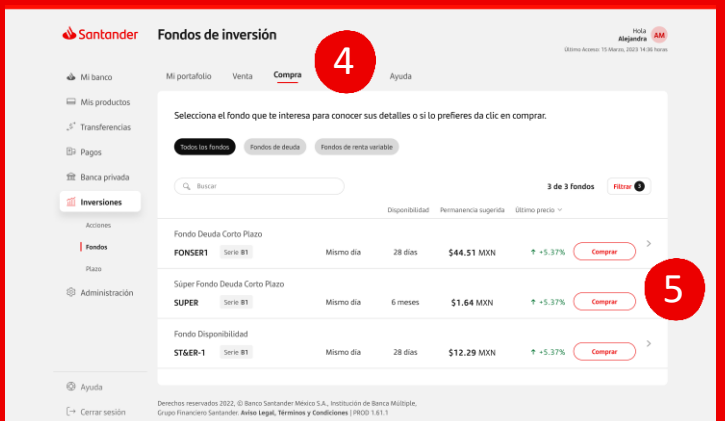 Santander
Fondos de inversión
Hola
Alejandra
AM
Último Acceso: 15 Marzo, 2023 14:36 horas
4
Mi banco
Mis productos
Transferencias
Pagos
Banca privada
Inversiones
Acciones
Fondos
Plazo
Administración
Ayuda
Cerrar sesión
Mi portafolio Venta Compra Ayuda
Selecciona el fondo que te interesa para conocer sus detalles o si lo prefieres da clic en comprar.
Todos los fondos Fondos de deuda Fondos de renta variable
Buscar
3 de 3 fondos Filtrar 3
Disponibilidad Permanencia sugerida Último precio
Fondo Deuda Corto Plazo
FONSER1 Serie B1 Mismo día 28 días $44.51 MXN +5.37% Comprar
Súper Fondo Deuda Corto Plazo
SUPER Serie B1 Mismo día 6 meses $1.64 MXN +5.37% Comprar
5
Fondo Disponibilidad
ST&ER-1 Serie B1 Mismo día 28 días $12.29 MXN +5.37% Comprar
Derechos reservados 2022, © Banco Santander México S.A., Institución de Banca Múltiple,
Grupo Financiero Santander. Aviso Legal, Términos y Condiciones | PROD 1.61.1